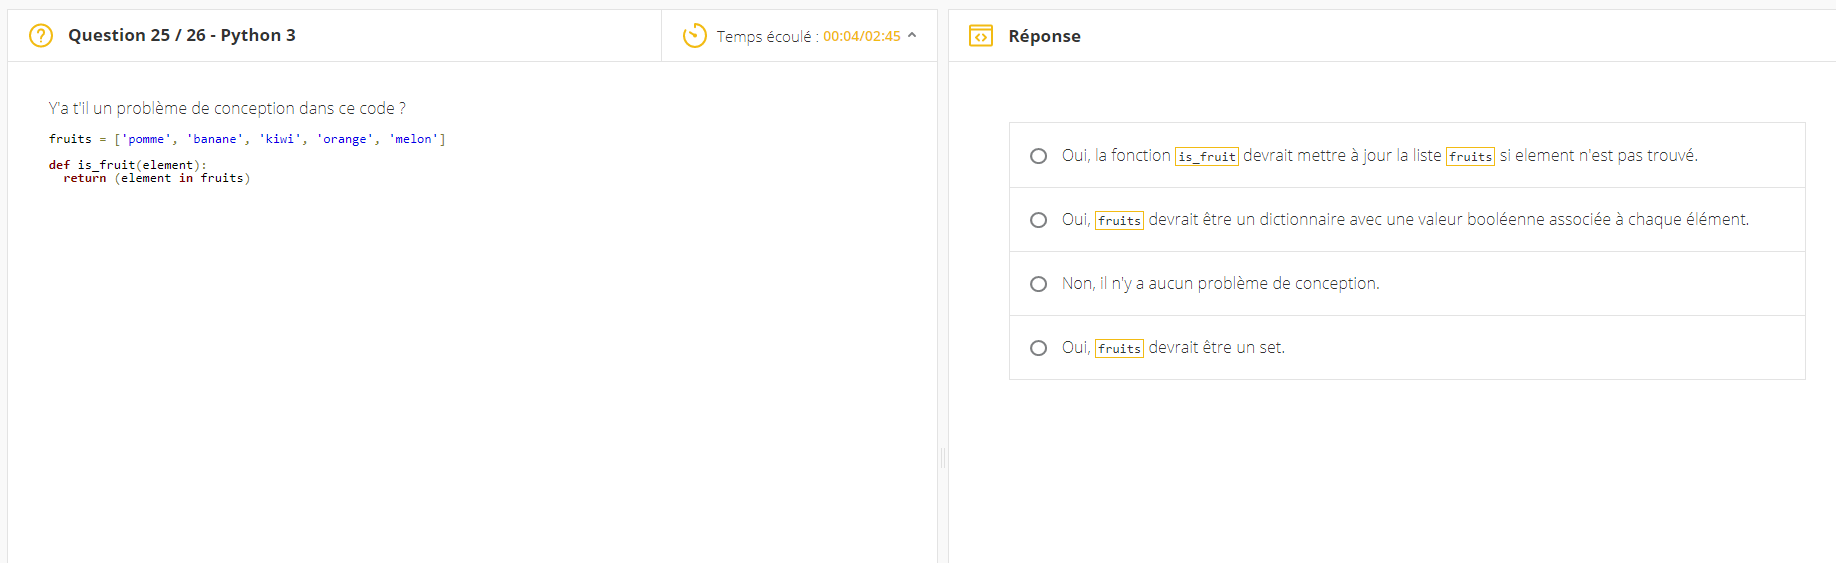 Question 25 / 26 - Python 3
Temps écoulé : 00:04/02:45
Y'a t'il un problème de conception dans ce code ?
fruits = ['pomme', 'banane', 'kiwi', 'orange', 'melon']
def is_fruit(element):
return (element in fruits)
Réponse
Oui, la fonction is_fruit devrait mettre à jour la liste fruits si element n'est pas trouvé.
Oui, fruits devrait être un dictionnaire avec une valeur booléenne associée à chaque élément.
Non, il n'y a aucun problème de conception.
Oui, fruits devrait être un set.